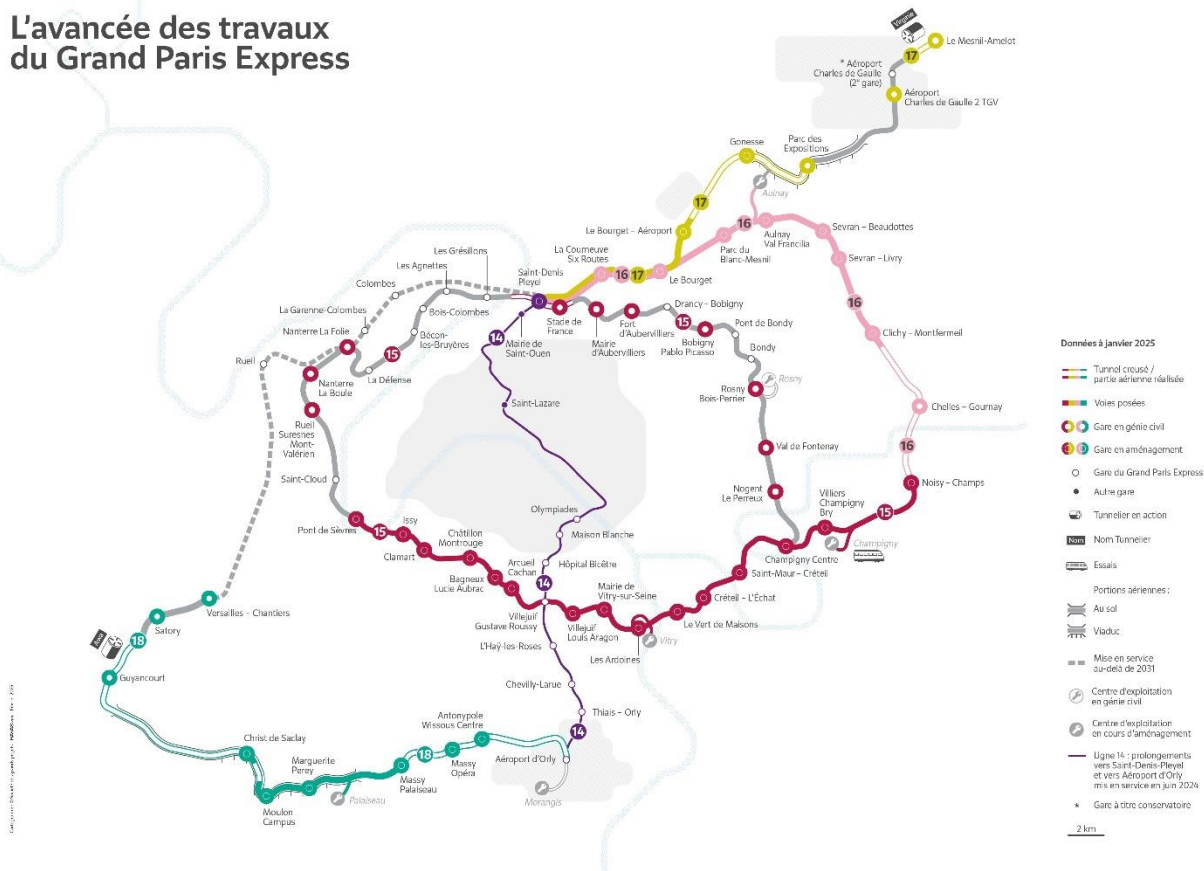 L'avancée des travaux
du Grand Paris Express
Virginie
17
Le Mesnil-Amelot
* Aéroport
Charles de Gaulle
(2e gare)
Aéroport
Charles de Gaulle 2 TGV
Parc des
Expositions
Gonesse
Aulnay
17
Le Bourget – Aéroport
16
Parc du
Blanc-Mesnil
Aulnay
Val Francilia
Sevran – Beaudottes
Sevran – Livry
16
Clichy – Montfermeil
Chelles – Gournay
16
Noisy – Champs
La Courneuve
Six Routes
16
17
Le Bourget
Saint-Denis
Pleyel
Les Grésillons
Les Agnettes
Colombes
La Garenne-Colombes
Bois-Colombes
Nanterre La Folie
Bécon-
les-Bruyères
15
La Défense
Rueil
Nanterre
La Boule
Rueil
Suresnes
Mont-
Valérien
Saint-Cloud
Pont de Sèvres
14
Mairie de
Saint-Ouen
Stade de
France
Mairie
d'Aubervilliers
Fort
d'Aubervilliers
Drancy – Bobigny
15
Bobigny
Pablo Picasso
Pont de Bondy
Bondy
Rosny
Rosny
Bois-Perrier
Val de Fontenay
Nogent
Le Perreux
Villiers
Champigny
Bry
15
Champigny
Champigny Centre
Saint-Maur – Créteil
Créteil – L'Échat
Le Vert de Maisons
Vitry
Les Ardoines
Mairie de
Vitry-sur-Seine
Villejuif
Louis Aragon
Saint-Lazare
Olympiades
Maison Blanche
Hôpital Bicêtre
14
Villejuif
Gustave Roussy
L'Haÿ-les-Roses
Chevilly-Larue
Thiais – Orly
14
Aéroport d'Orly
Morangis
15
Issy
Clamart
Châtillon
Montrouge
Bagneux
Lucie Aubrac
Arcueil
Cachan
Versailles – Chantiers
Satory
18
Guyancourt
Christ de Saclay
Moulon
Campus
Marguerite
Perey
Palaiseau
Massy
Palaiseau
18
Massy
Opéra
Antonypole
Wissous Centre
Données à janvier 2025
Tunnel creusé /
partie aérienne réalisée
Voies posées
Gare en génie civil
Gare en aménagement
Gare du Grand Paris Express
Autre gare
Tunnelier en action
Nom
Nom Tunnelier
Essais
Portions aériennes :
Au sol
Viaduc
Mise en service
au-delà de 2031
Centre d'exploitation
en génie civil
Centre d'exploitation
en cours d'aménagement
Ligne 14 : prolongements
vers Saint-Denis-Pleyel
et vers Aéroport d'Orly
mis en service en juin 2024
* Gare à titre conservatoire
2 km